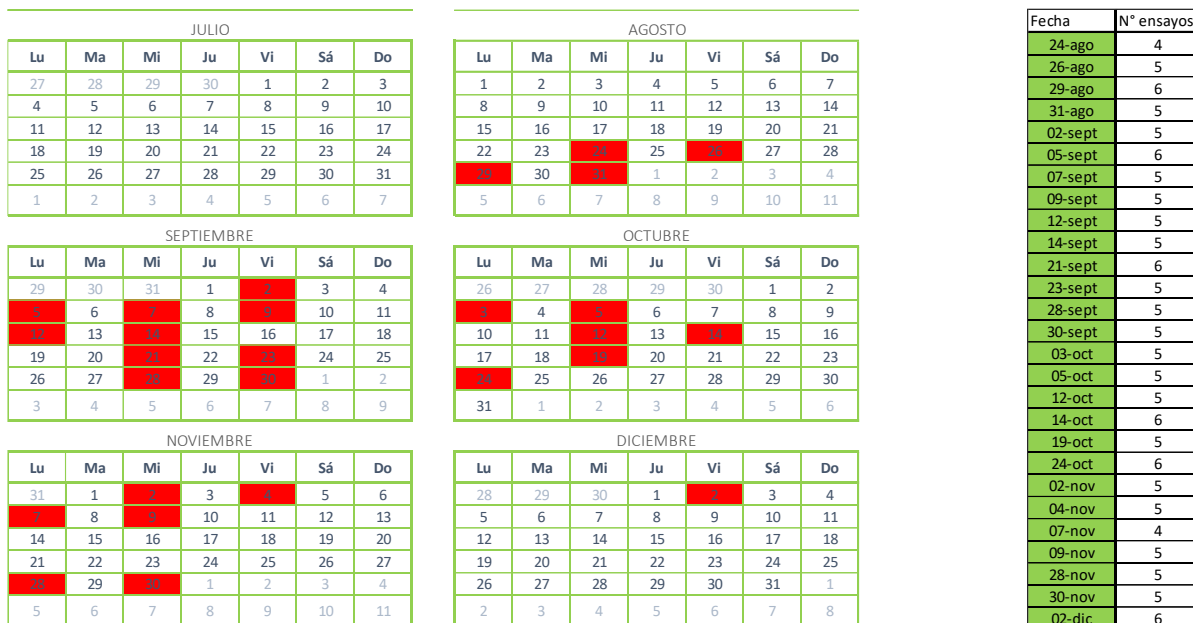 JULIO
Lu Ma Mi Ju Vi Sá Do
27 28 29 30 1 2 3
4 5 6 7 8 9 10
11 12 13 14 15 16 17
18 19 20 21 22 23 24
25 26 27 28 29 30 31
1 2 3 4 5 6 7
AGOSTO
Lu Ma Mi Ju Vi Sá Do
1 2 3 4 5 6 7
8 9 10 11 12 13 14
15 16 17 18 19 20 21
22 23 24 25 26 27 28
29 30 31 1 2 3 4
5 6 7 8 9 10 11
SEPTIEMBRE
Lu Ma Mi Ju Vi Sá Do
29 30 31 1 2 3 4
5 6 7 8 9 10 11
12 13 14 15 16 17 18
19 20 21 22 23 24 25
26 27 28 29 30 1 2
3 4 5 6 7 8 9
OCTUBRE
Lu Ma Mi Ju Vi Sá Do
26 27 28 29 30 1 2
3 4 5 6 7 8 9
10 11 12 13 14 15 16
17 18 19 20 21 22 23
24 25 26 27 28 29 30
31 1 2 3 4 5 6
NOVIEMBRE
Lu Ma Mi Ju Vi Sá Do
31 1 2 3 4 5 6
7 8 9 10 11 12 13
14 15 16 17 18 19 20
21 22 23 24 25 26 27
28 29 30 1 2 3 4
5 6 7 8 9 10 11
DICIEMBRE
Lu Ma Mi Ju Vi Sá Do
28 29 30 1 2 3 4
5 6 7 8 9 10 11
12 13 14 15 16 17 18
19 20 21 22 23 24 25
26 27 28 29 30 31 1
2 3 4 5 6 7 8
Fecha N° ensayos
24-ago 4
26-ago 5
29-ago 6
31-ago 5
02-sept 5
05-sept 6
07-sept 5
09-sept 5
12-sept 5
14-sept 5
21-sept 6
23-sept 5
28-sept 5
30-sept 5
03-oct 5
05-oct 5
12-oct 5
14-oct 6
19-oct 5
24-oct 6
02-nov 5
04-nov 5
07-nov 4
09-nov 5
28-nov 5
30-nov 5
02-dic 6